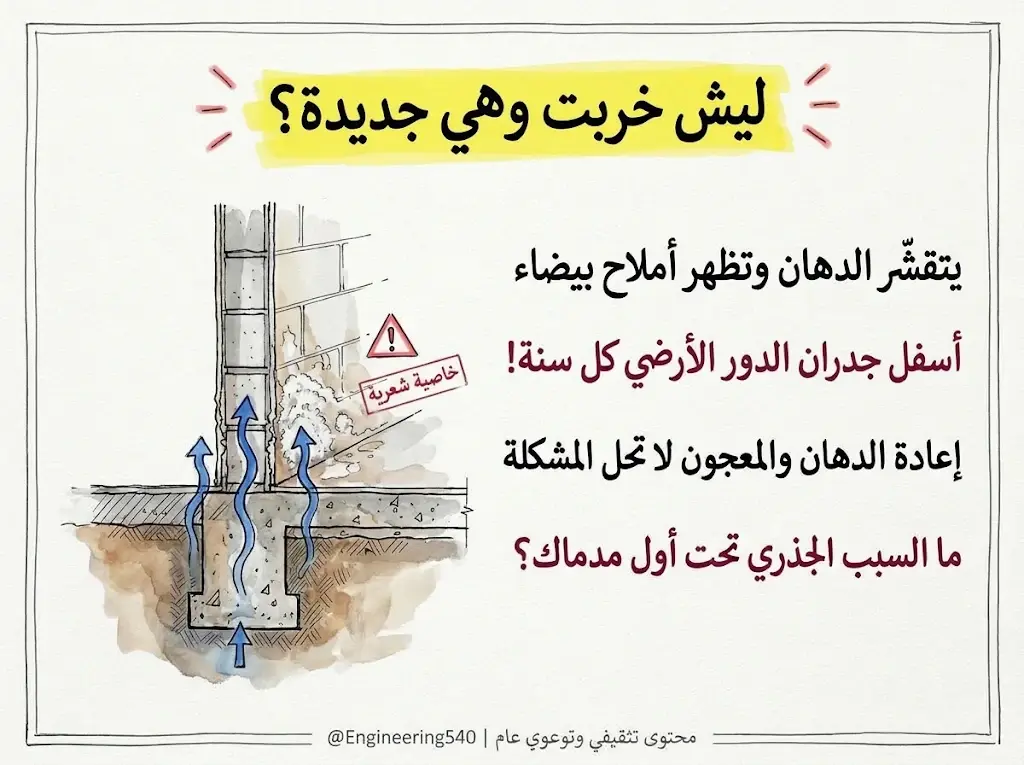 ليش خربت وهي جديدة؟
يتقشّر الدهان وتظهر أملاح بيضاء
أسفل جدران الدور الأرضي كل سنة!
خاصية شعرية
إعادة الدهان والمعجون لا تحل المشكلة
ما السبب الجذري تحت أول مدماك؟
محتوى تثقيفي وتوعوي عام | @Engineering540